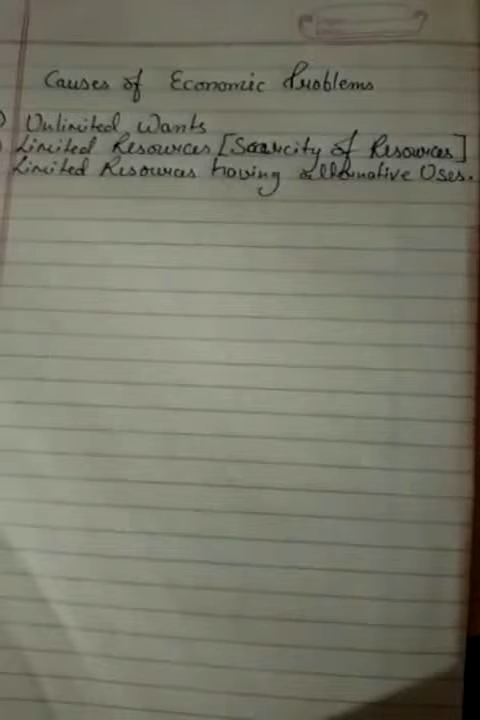 Causes of Economic Problems
) Unlimited Wants
) Limited Resources [Scarcity of Resources]
Limited Resources having alternative Uses.